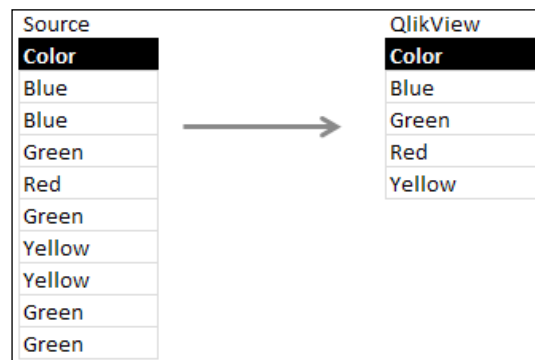 Source
Color
Blue
Blue
Green
Red
Green
Yellow
Yellow
Green
Green
QlikView
Color
Blue
Green
Red
Yellow